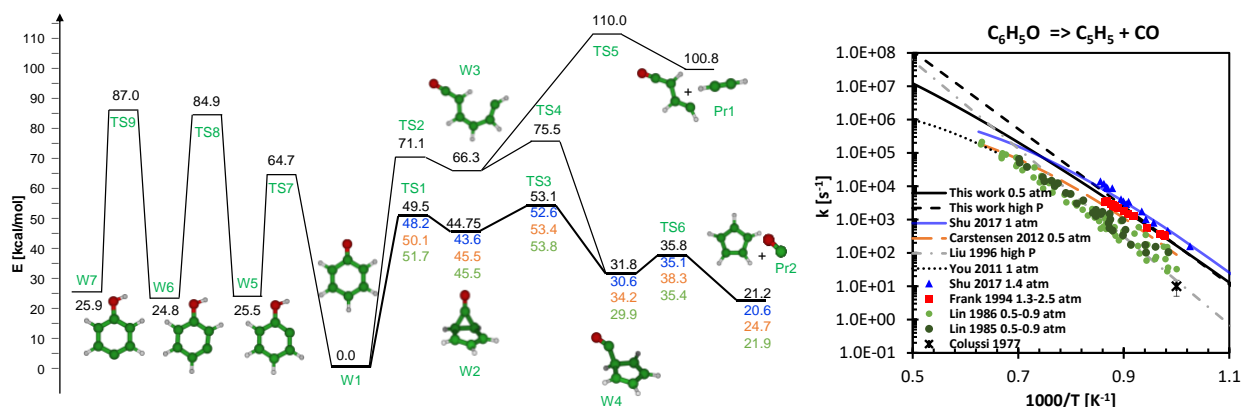 E [kcal/mol]
110
100
90
80
70
60
50
40
30
20
10
0
87.0
TS9
84.9
TS8
64.7
TS7
W7
25.9
W6
24.8
W5
25.5
0.0
W1
TS2
71.1
TS1
49.5
48.2
50.1
51.7
W3
66.3
44.75
43.6
45.5
45.5
W2
TS4
75.5
TS3
53.1
52.6
53.4
53.8
110.0
TS5
100.8
+
Pr1
31.8
30.6
34.2
29.9
W4
TS6
35.8
35.1
38.3
35.4
+
Pr2
21.2
20.6
24.7
21.9
C₆H₅O => C₅H₅ + CO
k [s⁻¹]
1.0E+08
1.0E+07
1.0E+06
1.0E+05
1.0E+04
1.0E+03
1.0E+02
1.0E+01
1.0E+00
1.0E-01
This work 0.5 atm
This work high P
Shu 2017 1 atm
Carstensen 2012 0.5 atm
Liu 1996 high P
You 2011 1 atm
Shu 2017 1.4 atm
Frank 1994 1.3-2.5 atm
Lin 1986 0.5-0.9 atm
Lin 1985 0.5-0.9 atm
Colussi 1977
0.5 0.7 0.9 1.1
1000/T [K⁻¹]